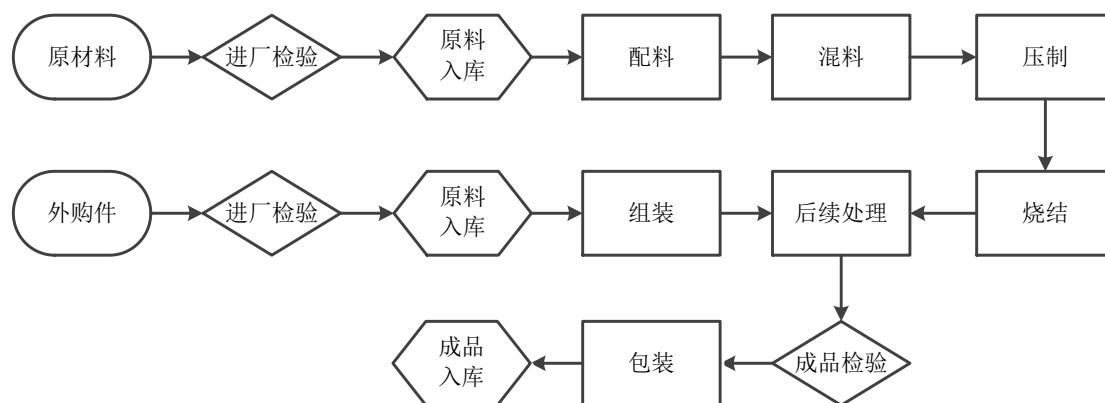 原材料
进厂检验
原料
入库
配料
混料
压制
外购件
进厂检验
原料
入库
组装
后续处理
烧结
成品
入库
包装
成品检验